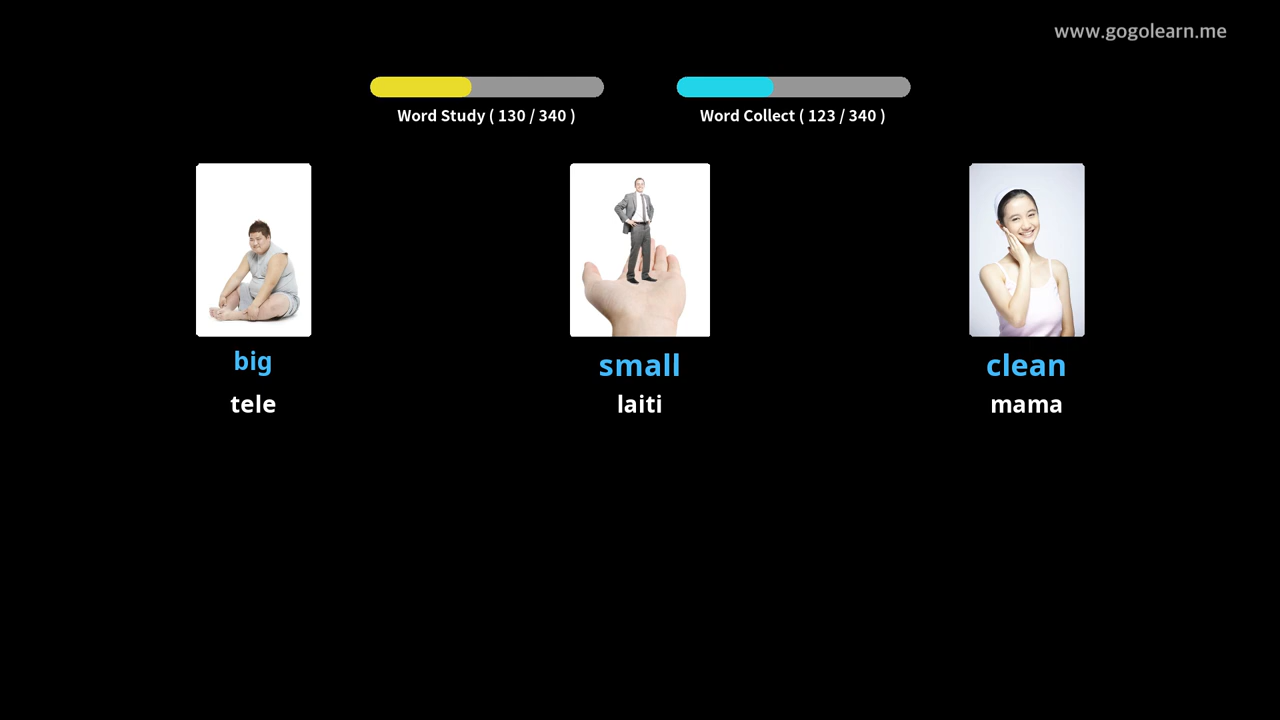 www.gogolearn.me
Word Study ( 130 / 340 )
Word Collect ( 123 / 340 )
big
small
clean
tele
laiti
mama